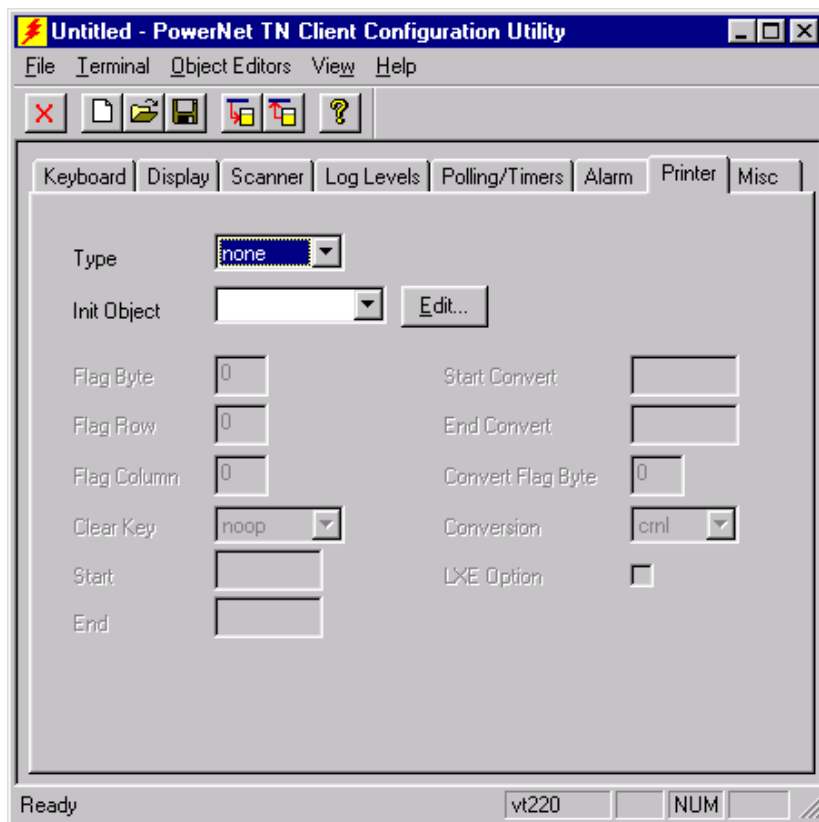 Untitled - PowerNet TN Client Configuration Utility
File Terminal Object Editors View Help
Keyboard Display Scanner Log Levels Polling/Timers Alarm Printer Misc
Type none
Init Object Edit...
Flag Byte 0 Start Convert
Flag Row 0 End Convert
Flag Column 0 Convert Flag Byte 0
Clear Key noop Conversion crnl
Start LXE Option
End
Ready vt220 NUM